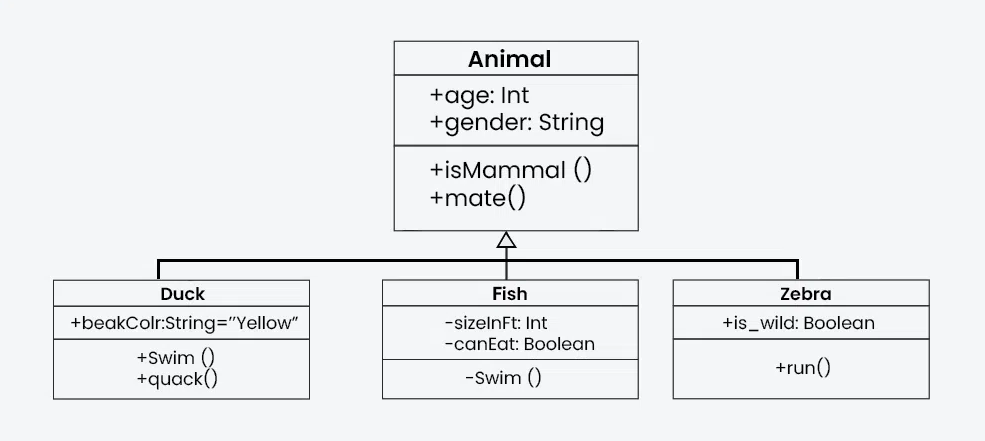 Animal
+age: Int
+gender: String
+isMammal ()
+mate()
Duck
+beakColr:String=”Yellow”
+Swim ()
+quack()
Fish
-sizeInFt: Int
-canEat: Boolean
-Swim ()
Zebra
+is_wild: Boolean
+run()